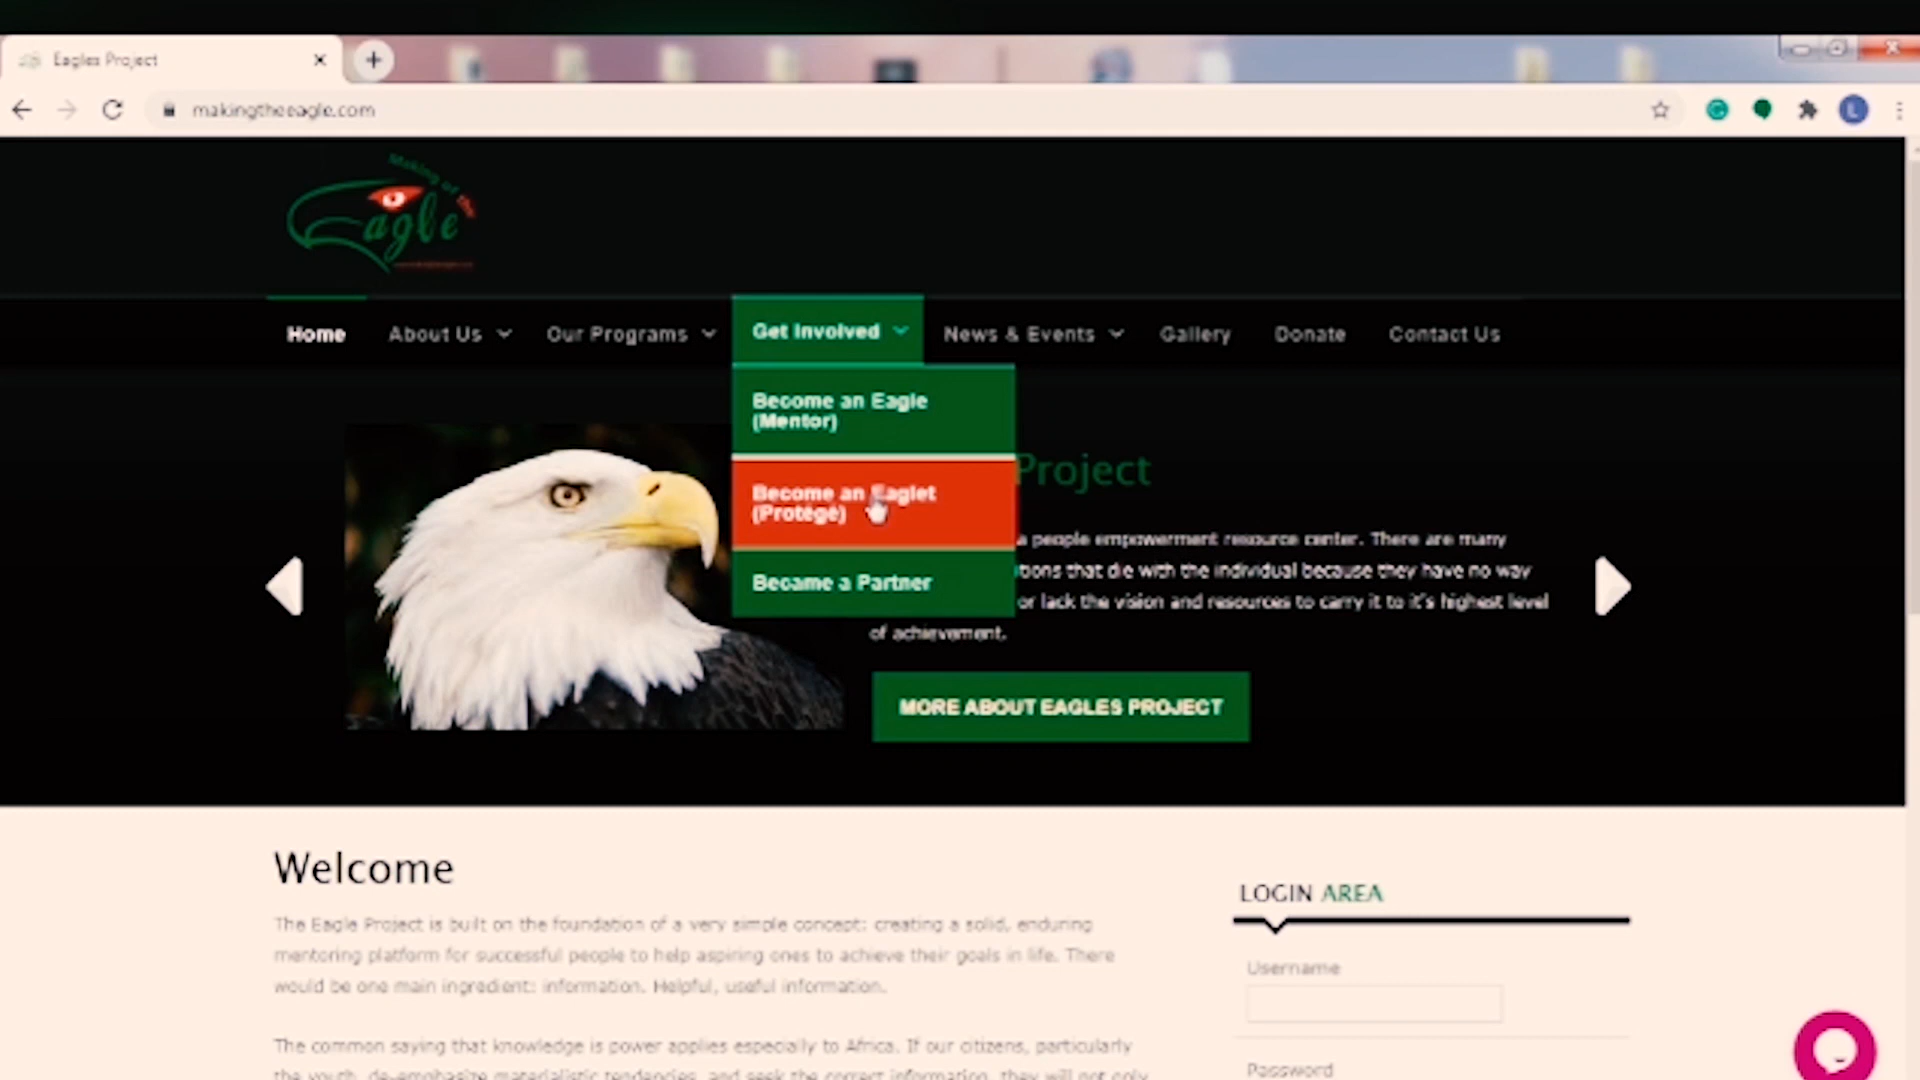 Eagles Project
makingtheeagle.com
L
Making of the
Eagle
Home About Us Our Programs Get Involved News & Events Gallery Donate Contact Us
Become an Eagle
(Mentor)
Become an Eaglet
(Protégé)
Became a Partner
Project
a people empowerment resource center. There are many
tions that die with the individual because they have no way
or lack the vision and resources to carry it to it's highest level
of achievement.
MORE ABOUT EAGLES PROJECT
Welcome
The Eagle Project is built on the foundation of a very simple concept: creating a solid, enduring
mentoring platform for successful people to help aspiring ones to achieve their goals in life. There
would be one main ingredient: information. Helpful, useful information.
The common saying that knowledge is power applies especially to Africa. If our citizens, particularly
the youth, de-emphasize materialistic tendencies, and seek the correct information, they will not only
LOGIN AREA
Username
Password